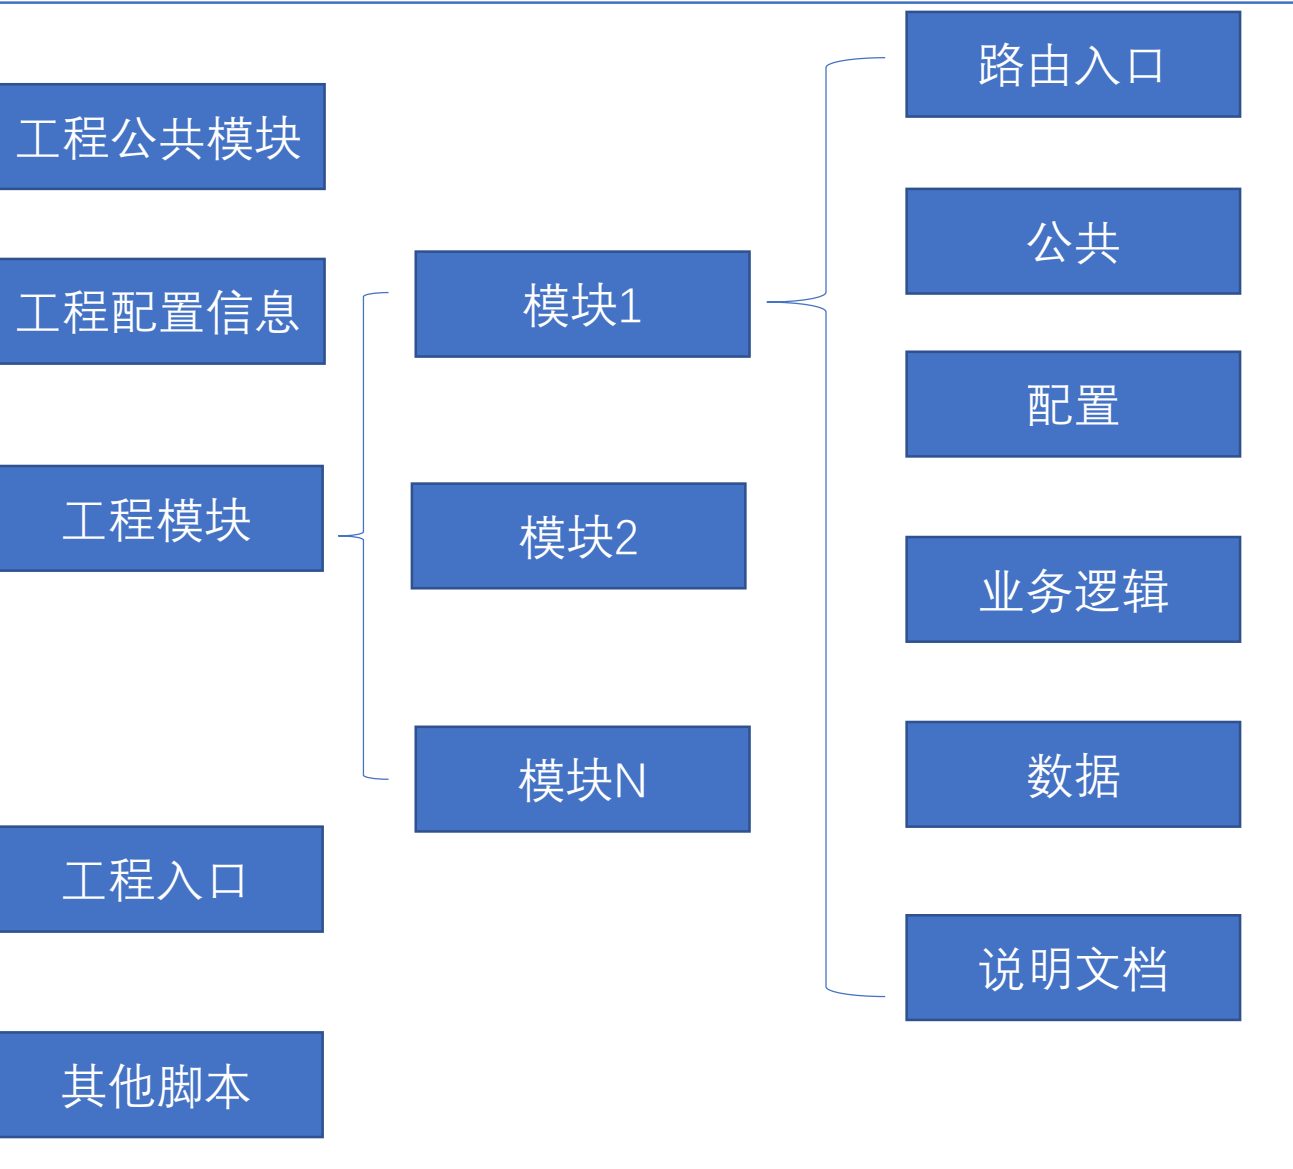 工程公共模块
工程配置信息
工程模块
工程入口
其他脚本
模块1
模块2
模块N
路由入口
公共
配置
业务逻辑
数据
说明文档